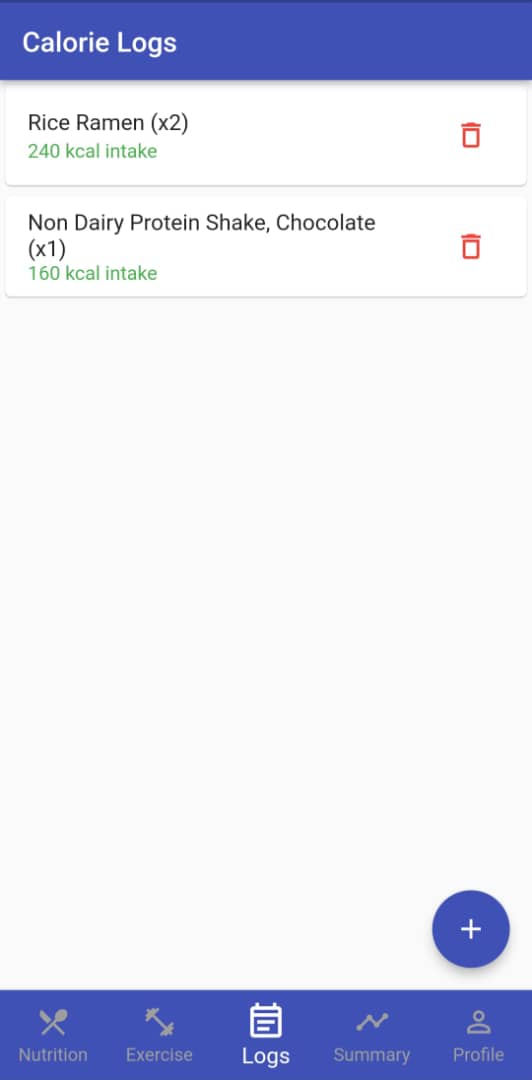 Calorie Logs
Rice Ramen (x2)
240 kcal intake
Non Dairy Protein Shake, Chocolate
(x1)
160 kcal intake
Nutrition
Exercise
Logs
Summary
Profile